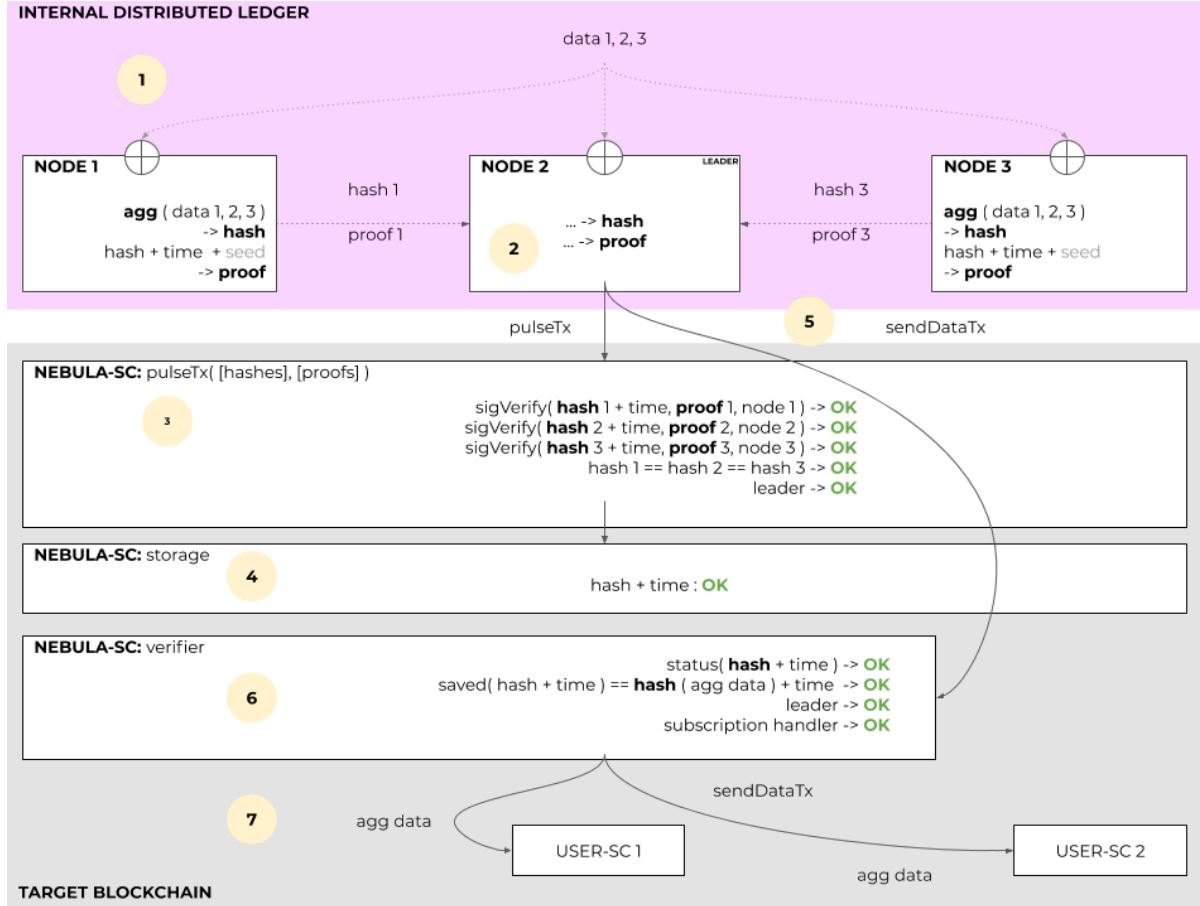 INTERNAL DISTRIBUTED LEDGER
data 1, 2, 3
1
NODE 1
agg ( data 1, 2, 3 )
-> hash
hash + time + seed
-> proof
hash 1
proof 1
NODE 2
LEADER
... -> hash
... -> proof
2
hash 3
proof 3
NODE 3
agg ( data 1, 2, 3 )
-> hash
hash + time + seed
-> proof
pulseTx
5
sendDataTx
NEBULA-SC: pulseTx( [hashes], [proofs] )
3
sigVerify( hash 1 + time, proof 1, node 1 ) -> OK
sigVerify( hash 2 + time, proof 2, node 2 ) -> OK
sigVerify( hash 3 + time, proof 3, node 3 ) -> OK
hash 1 == hash 2 == hash 3 -> OK
leader -> OK
NEBULA-SC: storage
4
hash + time : OK
NEBULA-SC: verifier
6
status( hash + time ) -> OK
saved( hash + time ) == hash ( agg data ) + time -> OK
leader -> OK
subscription handler -> OK
7
agg data
sendDataTx
USER-SC 1
USER-SC 2
agg data
TARGET BLOCKCHAIN